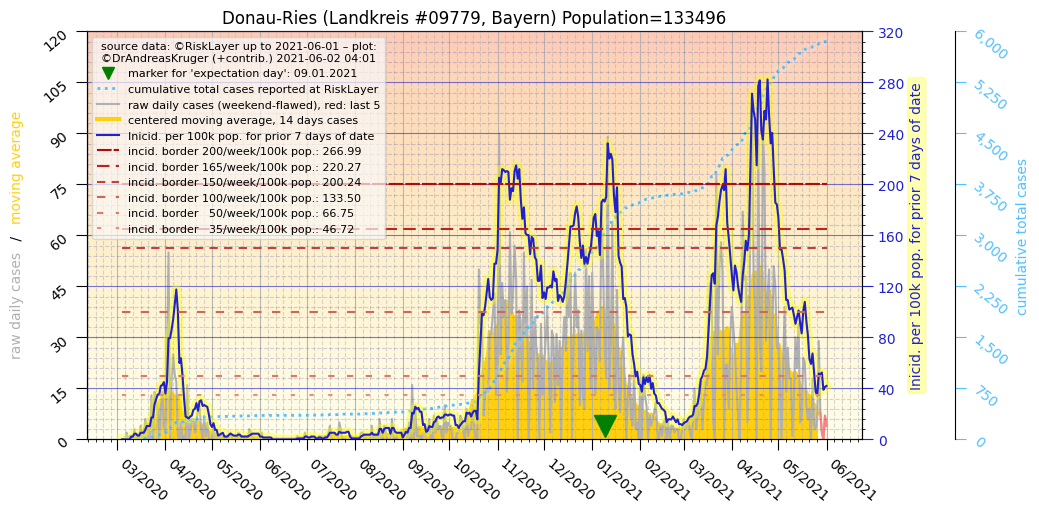 Donau-Ries (Landkreis #09779, Bayern) Population=133496
source data: ©RiskLayer up to 2021-06-01 – plot:
©DrAndreasKruger (+contrib.) 2021-06-02 04:01
marker for 'expectation day': 09.01.2021
cumulative total cases reported at RiskLayer
raw daily cases (weekend-flawed), red: last 5
centered moving average, 14 days cases
Inicid. per 100k pop. for prior 7 days of date
incid. border 200/week/100k pop.: 266.99
incid. border 165/week/100k pop.: 220.27
incid. border 150/week/100k pop.: 200.24
incid. border 100/week/100k pop.: 133.50
incid. border 50/week/100k pop.: 66.75
incid. border 35/week/100k pop.: 46.72
raw daily cases / moving average
120
105
90
75
60
45
30
15
0
03/2020
04/2020
05/2020
06/2020
07/2020
08/2020
09/2020
10/2020
11/2020
12/2020
01/2021
02/2021
03/2021
04/2021
05/2021
06/2021
320
280
240
200
160
120
80
40
0
Inicid. per 100k pop. for prior 7 days of date
6,000
5,250
4,500
3,750
3,000
2,250
1,500
750
0
cumulative total cases